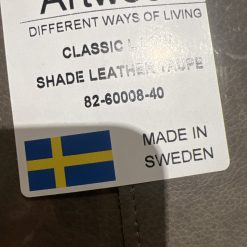 DIFFERENT WAYS OF LIVING
CLASSIC
SHADE LEATHER TAUPE
82-60008-40
MADE IN
SWEDEN